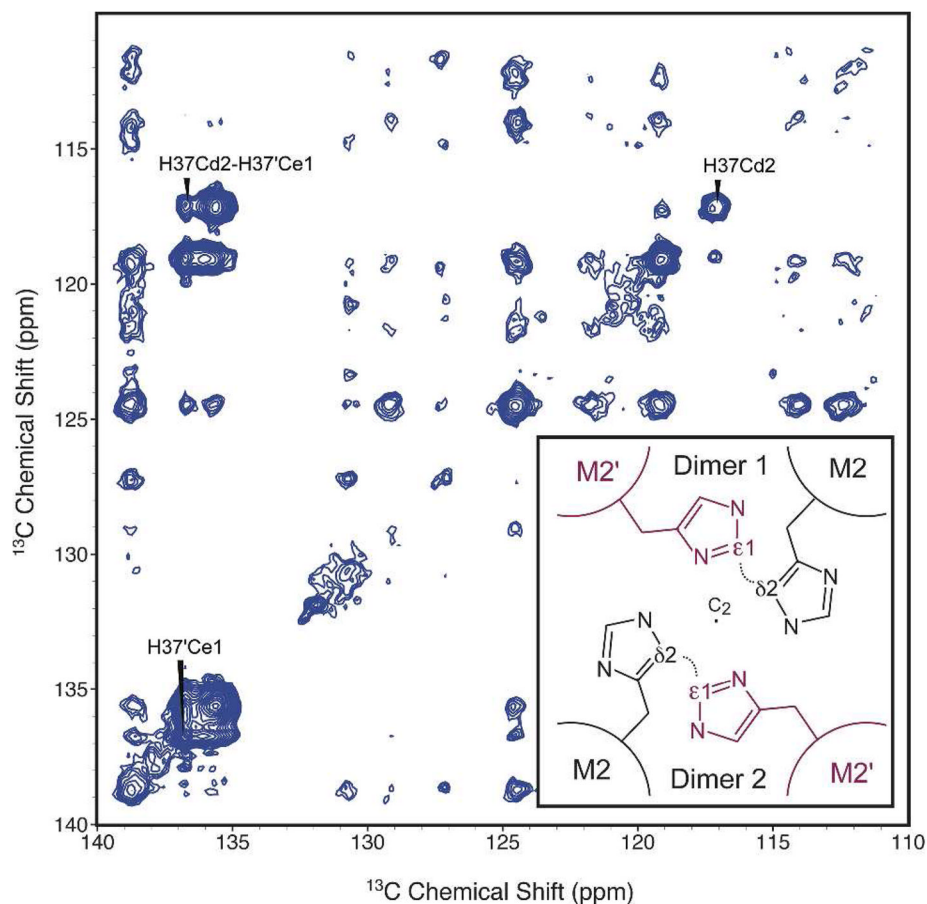 115
H37Cd2-H37'Ce1
H37Cd2
120
125
130
135
140
H37'Ce1
13C Chemical Shift (ppm)
M2'
Dimer 1
M2
N
N
ε1
δ2
N
N
C2
N
N
δ2
ε1
N
N
M2
Dimer 2
M2'
140
135
130
125
120
115
110
13C Chemical Shift (ppm)